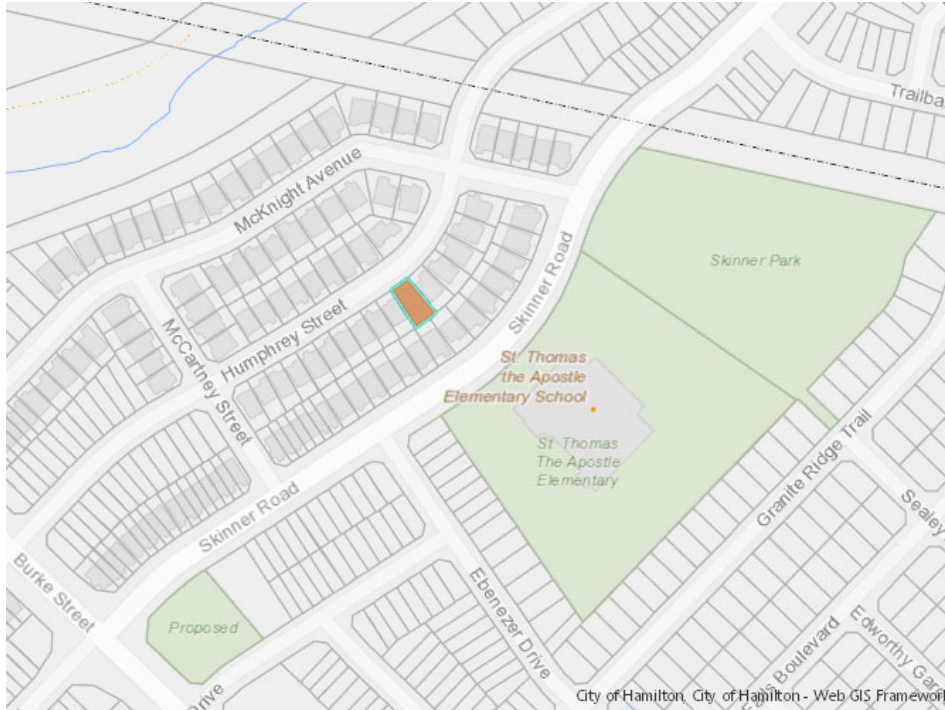 Trailba
McKnight Avenue
Skinner Road
Skinner Park
Humphrey Street
McCartney Street
St. Thomas
the Apostle
Elementary School
St. Thomas
The Apostle
Elementary
Granite Ridge Trail
Skinner Road
Sealey
Burke Street
Proposed
Ebenezer Drive
Drive
Boulevard
Edworthy Gar
City of Hamilton, City of Hamilton - Web GIS Framework